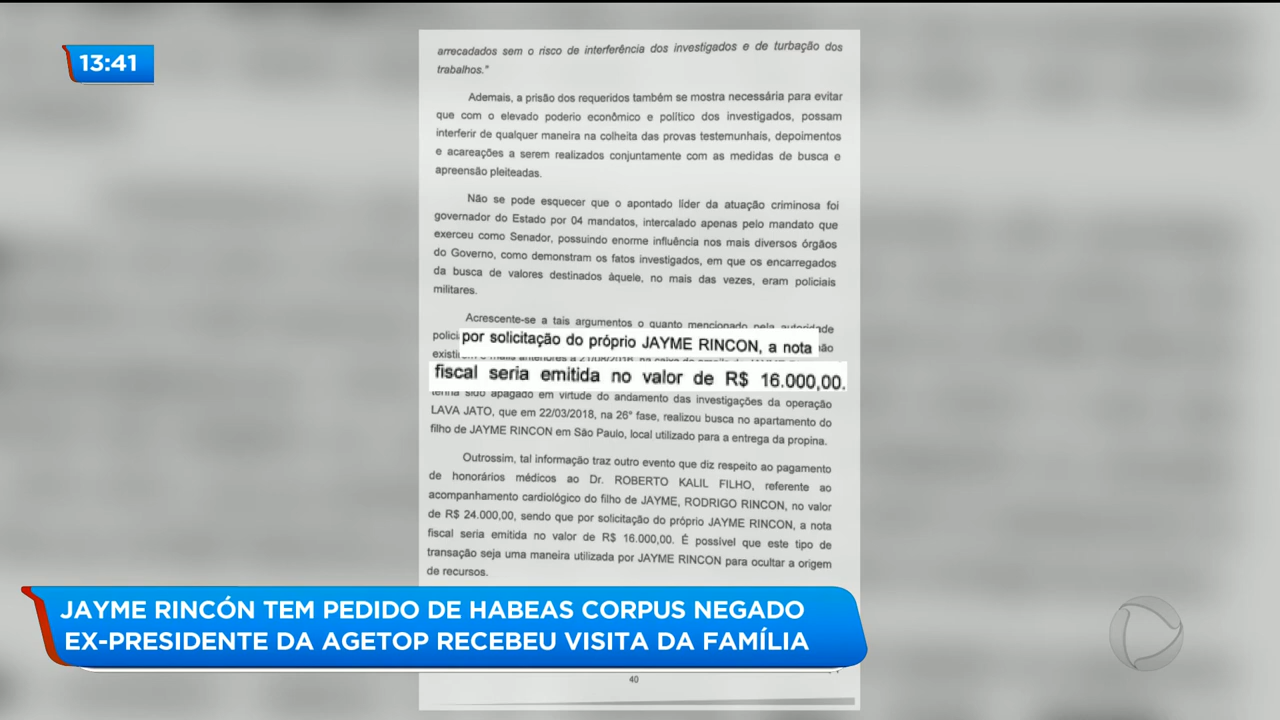 13:41
arrecadados sem o risco de interferência dos investigados e de turbação dos
trabalhos."
Ademais, a prisão dos requeridos também se mostra necessária para evitar
que com o elevado poderio econômico e político dos investigados, possam
interferir de qualquer maneira na colheita das provas testemunhais, depoimentos
e acareações a serem realizados conjuntamente com as medidas de busca e
apreensão pleiteadas.
Não se pode esquecer que o apontado líder da atuação criminosa foi
governador do Estado por 04 mandatos, intercalado apenas pelo mandato que
exerceu como Senador, possuindo enorme influência nos mais diversos órgãos
do Governo, como demonstram os fatos investigados, em que os encarregados
da busca de valores destinados àquele, no mais das vezes, eram policiais
militares.
Acrescente-se a tais argumentos o quanto mencionado pela autoridade
por solicitação do próprio JAYME RINCON, a nota
fiscal seria emitida no valor de R$ 16.000,00.
tenha sido apagado em virtude do andamento das investigações da operação
LAVA JATO, que em 22/03/2018, na 26° fase, realizou busca no apartamento do
filho de JAYME RINCON em São Paulo, local utilizado para a entrega da propina.
Outrossim, tal informação traz outro evento que diz respeito ao pagamento
de honorários médicos ao Dr. ROBERTO KALIL FILHO, referente ao
acompanhamento cardiológico do filho de JAYME, RODRIGO RINCON, no valor
de R$ 24.000,00, sendo que por solicitação do próprio JAYME RINCON, a nota
fiscal seria emitida no valor de R$ 16.000,00. É possível que este tipo de
transação seja uma maneira utilizada por JAYME RINCON para ocultar a origem
de recursos.
JAYME RINCÓN TEM PEDIDO DE HABEAS CORPUS NEGADO
EX-PRESIDENTE DA AGETOP RECEBEU VISITA DA FAMÍLIA
40